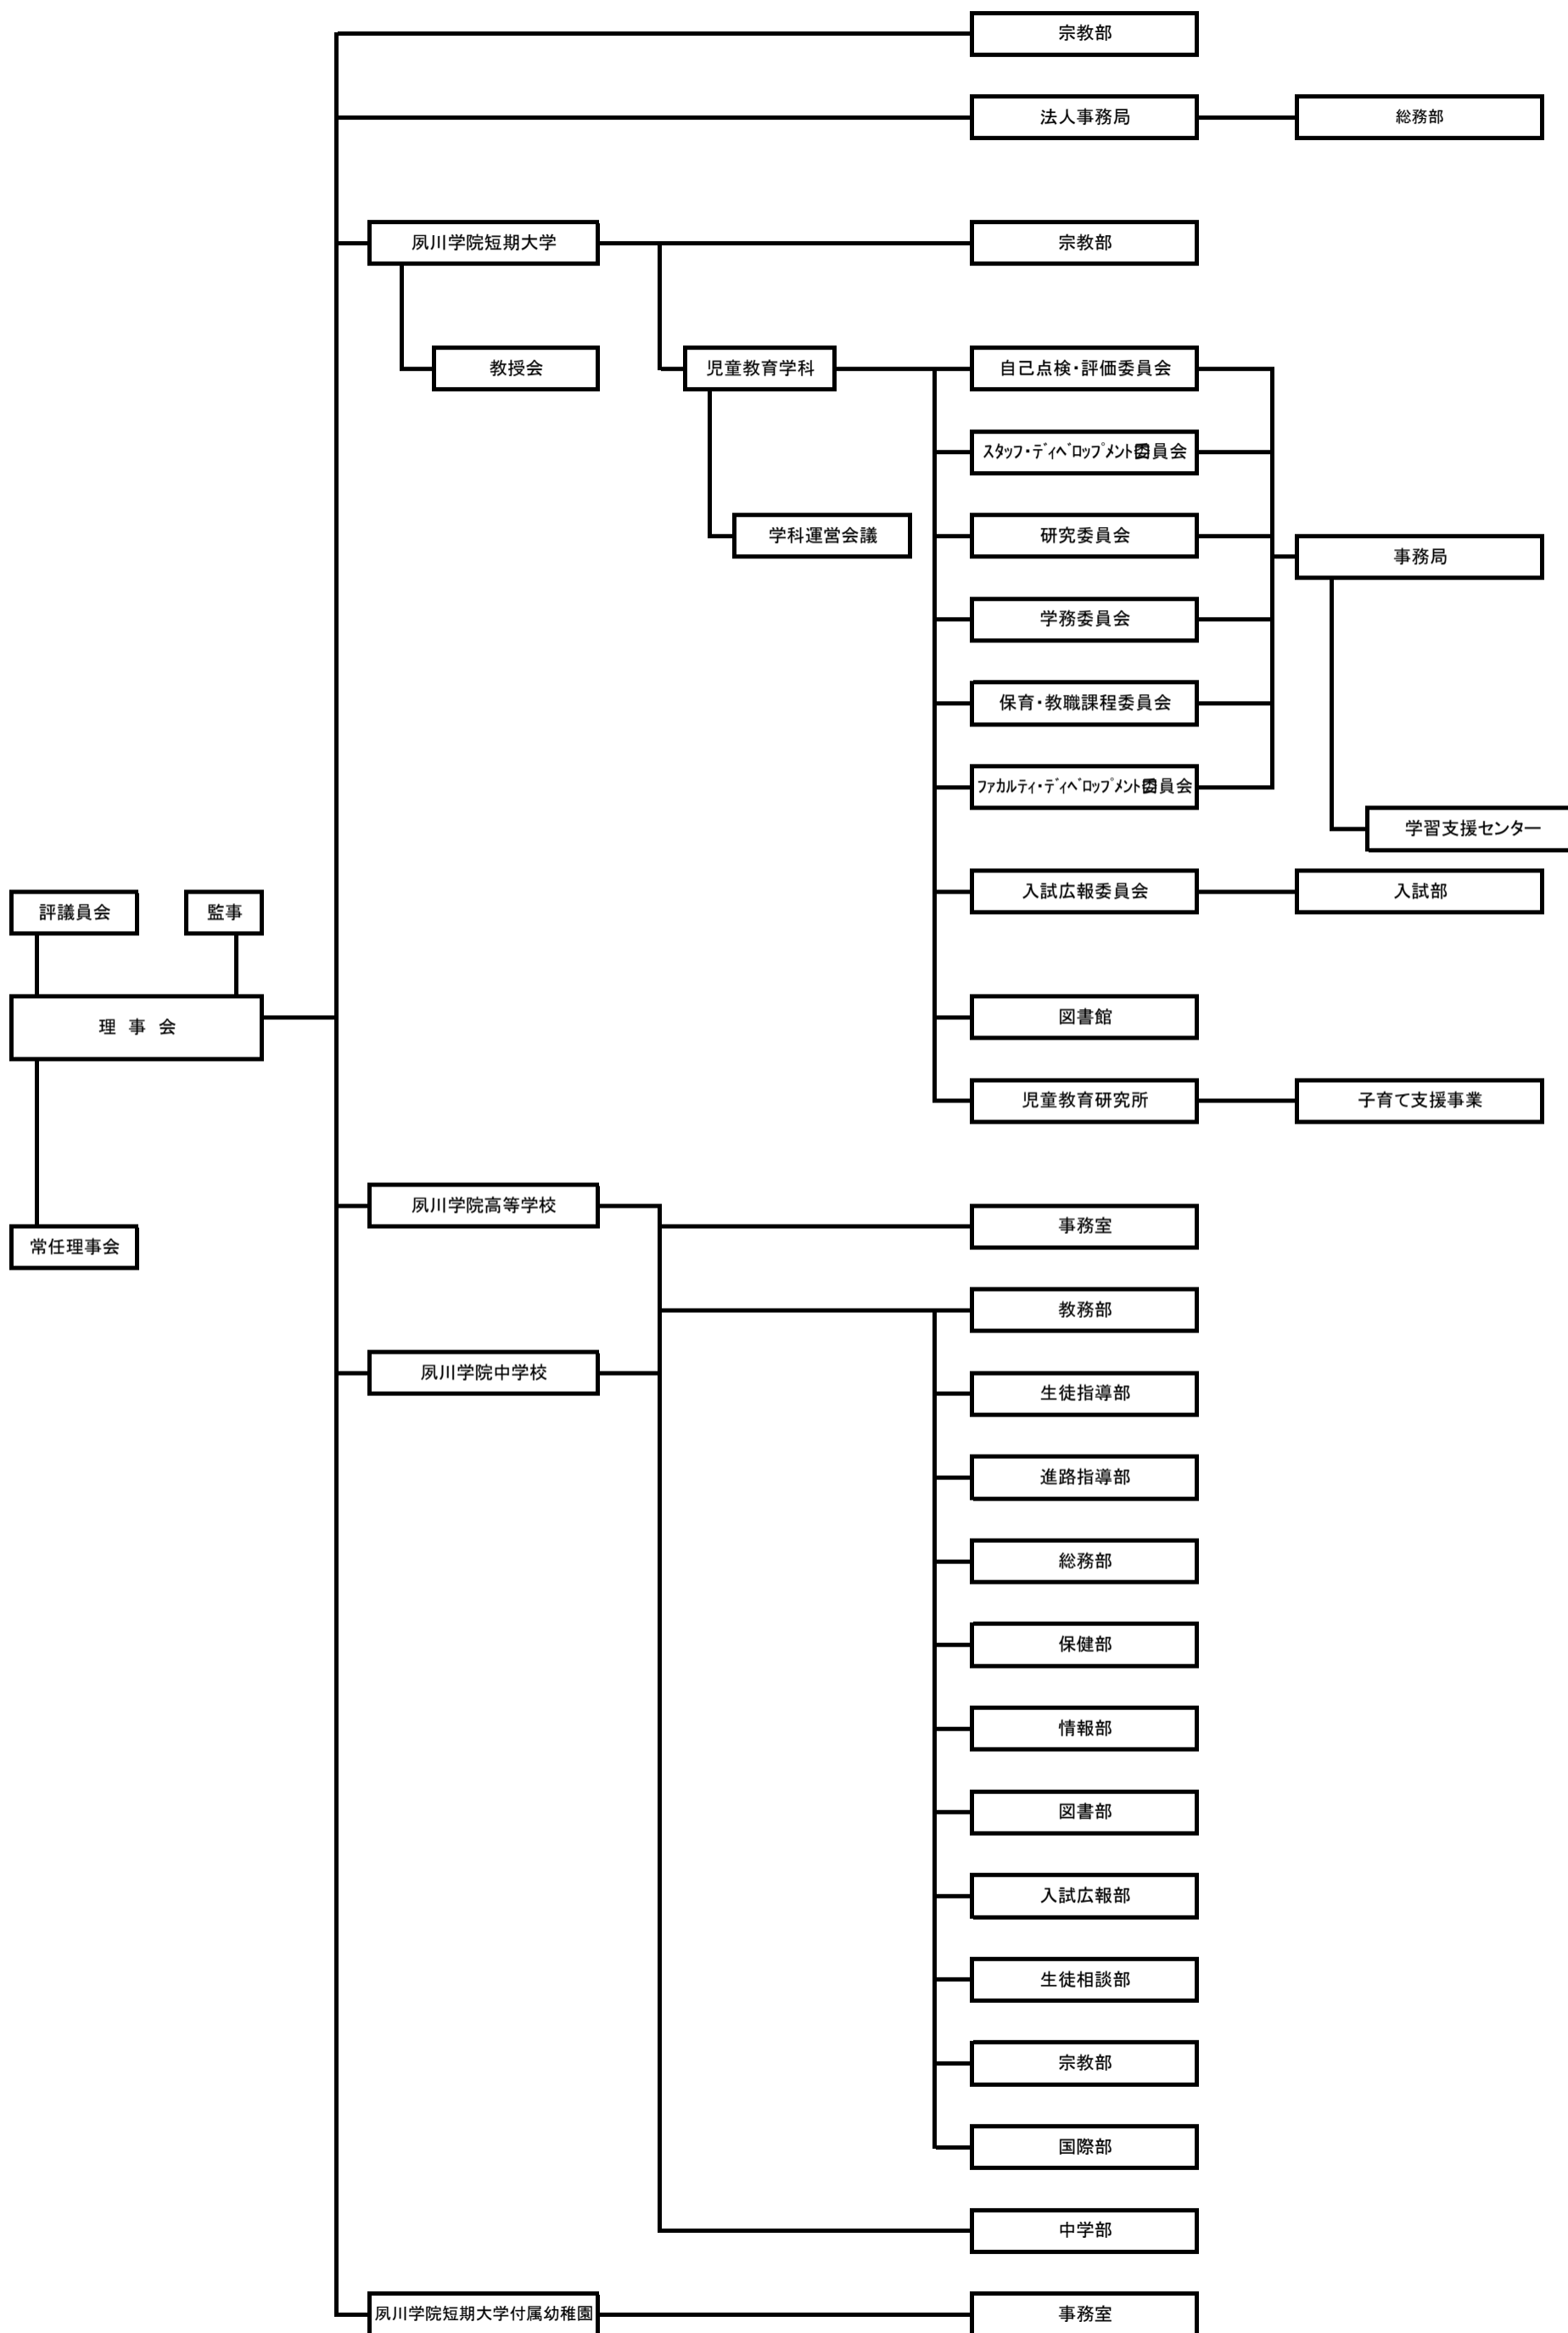 宗教部
法人事務局
総務部
夙川学院短期大学
宗教部
教授会
児童教育学科
自己点検・評価委員会
ｽﾀｯﾌ・ﾃﾞｨﾍﾞﾛｯﾌﾟﾒﾝﾄ委員会
学科運営会議
研究委員会
事務局
学務委員会
保育・教職課程委員会
ﾌｧｶﾙﾃｨ・ﾃﾞｨﾍﾞﾛｯﾌﾟﾒﾝﾄ委員会
学習支援センター
入試広報委員会
入試部
評議員会
監事
理 事 会
図書館
児童教育研究所
子育て支援事業
夙川学院高等学校
事務室
常任理事会
教務部
夙川学院中学校
生徒指導部
進路指導部
総務部
保健部
情報部
図書部
入試広報部
生徒相談部
宗教部
国際部
中学部
夙川学院短期大学付属幼稚園
事務室